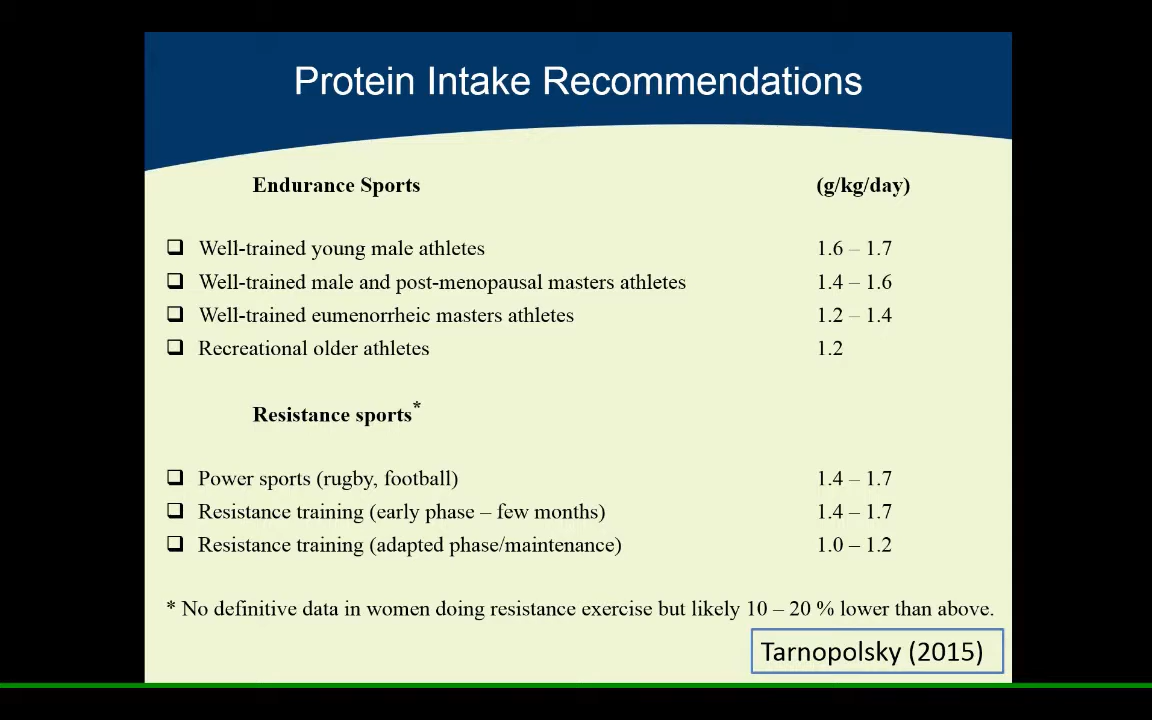 Protein Intake Recommendations
Endurance Sports (g/kg/day)
❑ Well-trained young male athletes 1.6 – 1.7
❑ Well-trained male and post-menopausal masters athletes 1.4 – 1.6
❑ Well-trained eumenorrheic masters athletes 1.2 – 1.4
❑ Recreational older athletes 1.2
Resistance sports*
❑ Power sports (rugby, football) 1.4 – 1.7
❑ Resistance training (early phase – few months) 1.4 – 1.7
❑ Resistance training (adapted phase/maintenance) 1.0 – 1.2
* No definitive data in women doing resistance exercise but likely 10 – 20 % lower than above.
Tarnopolsky (2015)